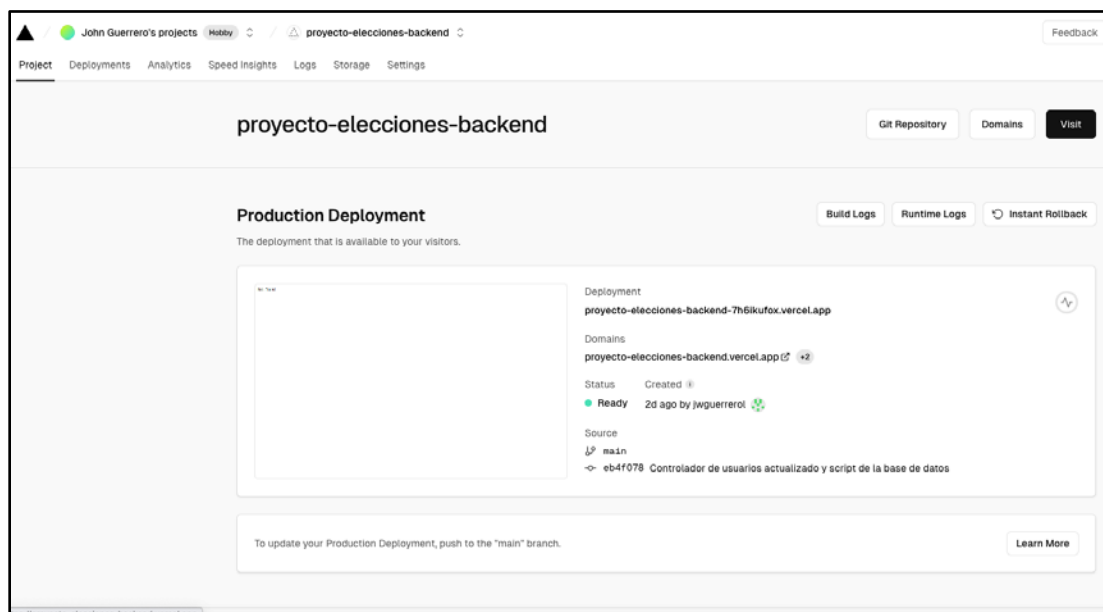 John Guerrero's projects Hobby proyecto-elecciones-backend Feedback
Project Deployments Analytics Speed Insights Logs Storage Settings
proyecto-elecciones-backend Git Repository Domains Visit
Production Deployment Build Logs Runtime Logs Instant Rollback
The deployment that is available to your visitors.
Deployment
proyecto-elecciones-backend-7h6ikufox.vercel.app
Domains
proyecto-elecciones-backend.vercel.app +2
Status Created
Ready 2d ago by jwguerrerol
Source
main
eb4f078 Controlador de usuarios actualizado y script de la base de datos
To update your Production Deployment, push to the "main" branch. Learn More